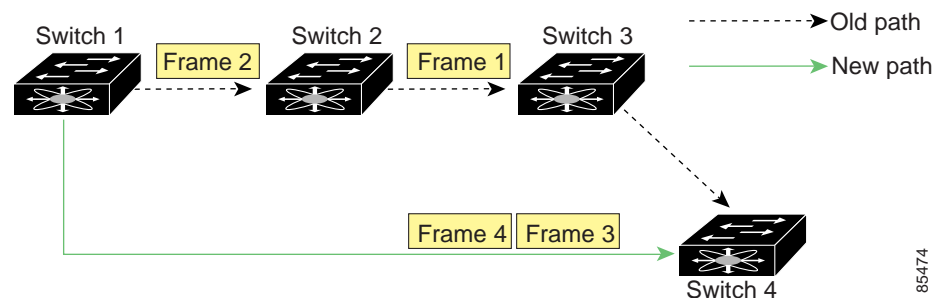 Switch 1
Switch 2
Switch 3
Old path
New path
Frame 2
Frame 1
Frame 4
Frame 3
Switch 4
85474